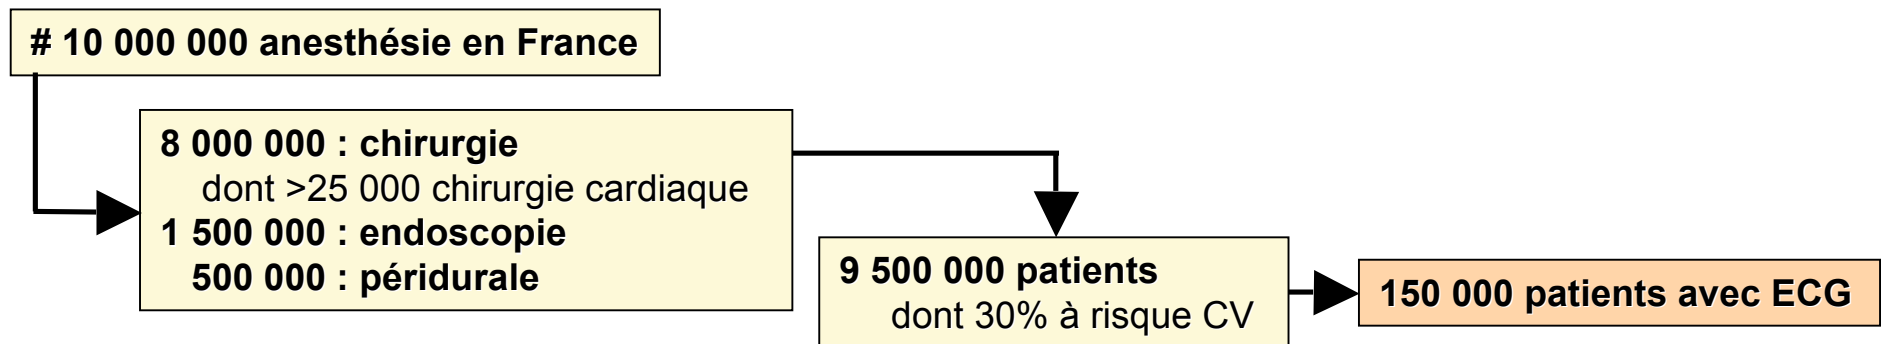 # 10 000 000 anesthésie en France
8 000 000 : chirurgie
dont >25 000 chirurgie cardiaque
1 500 000 : endoscopie
500 000 : péridurale
9 500 000 patients
dont 30% à risque CV
150 000 patients avec ECG